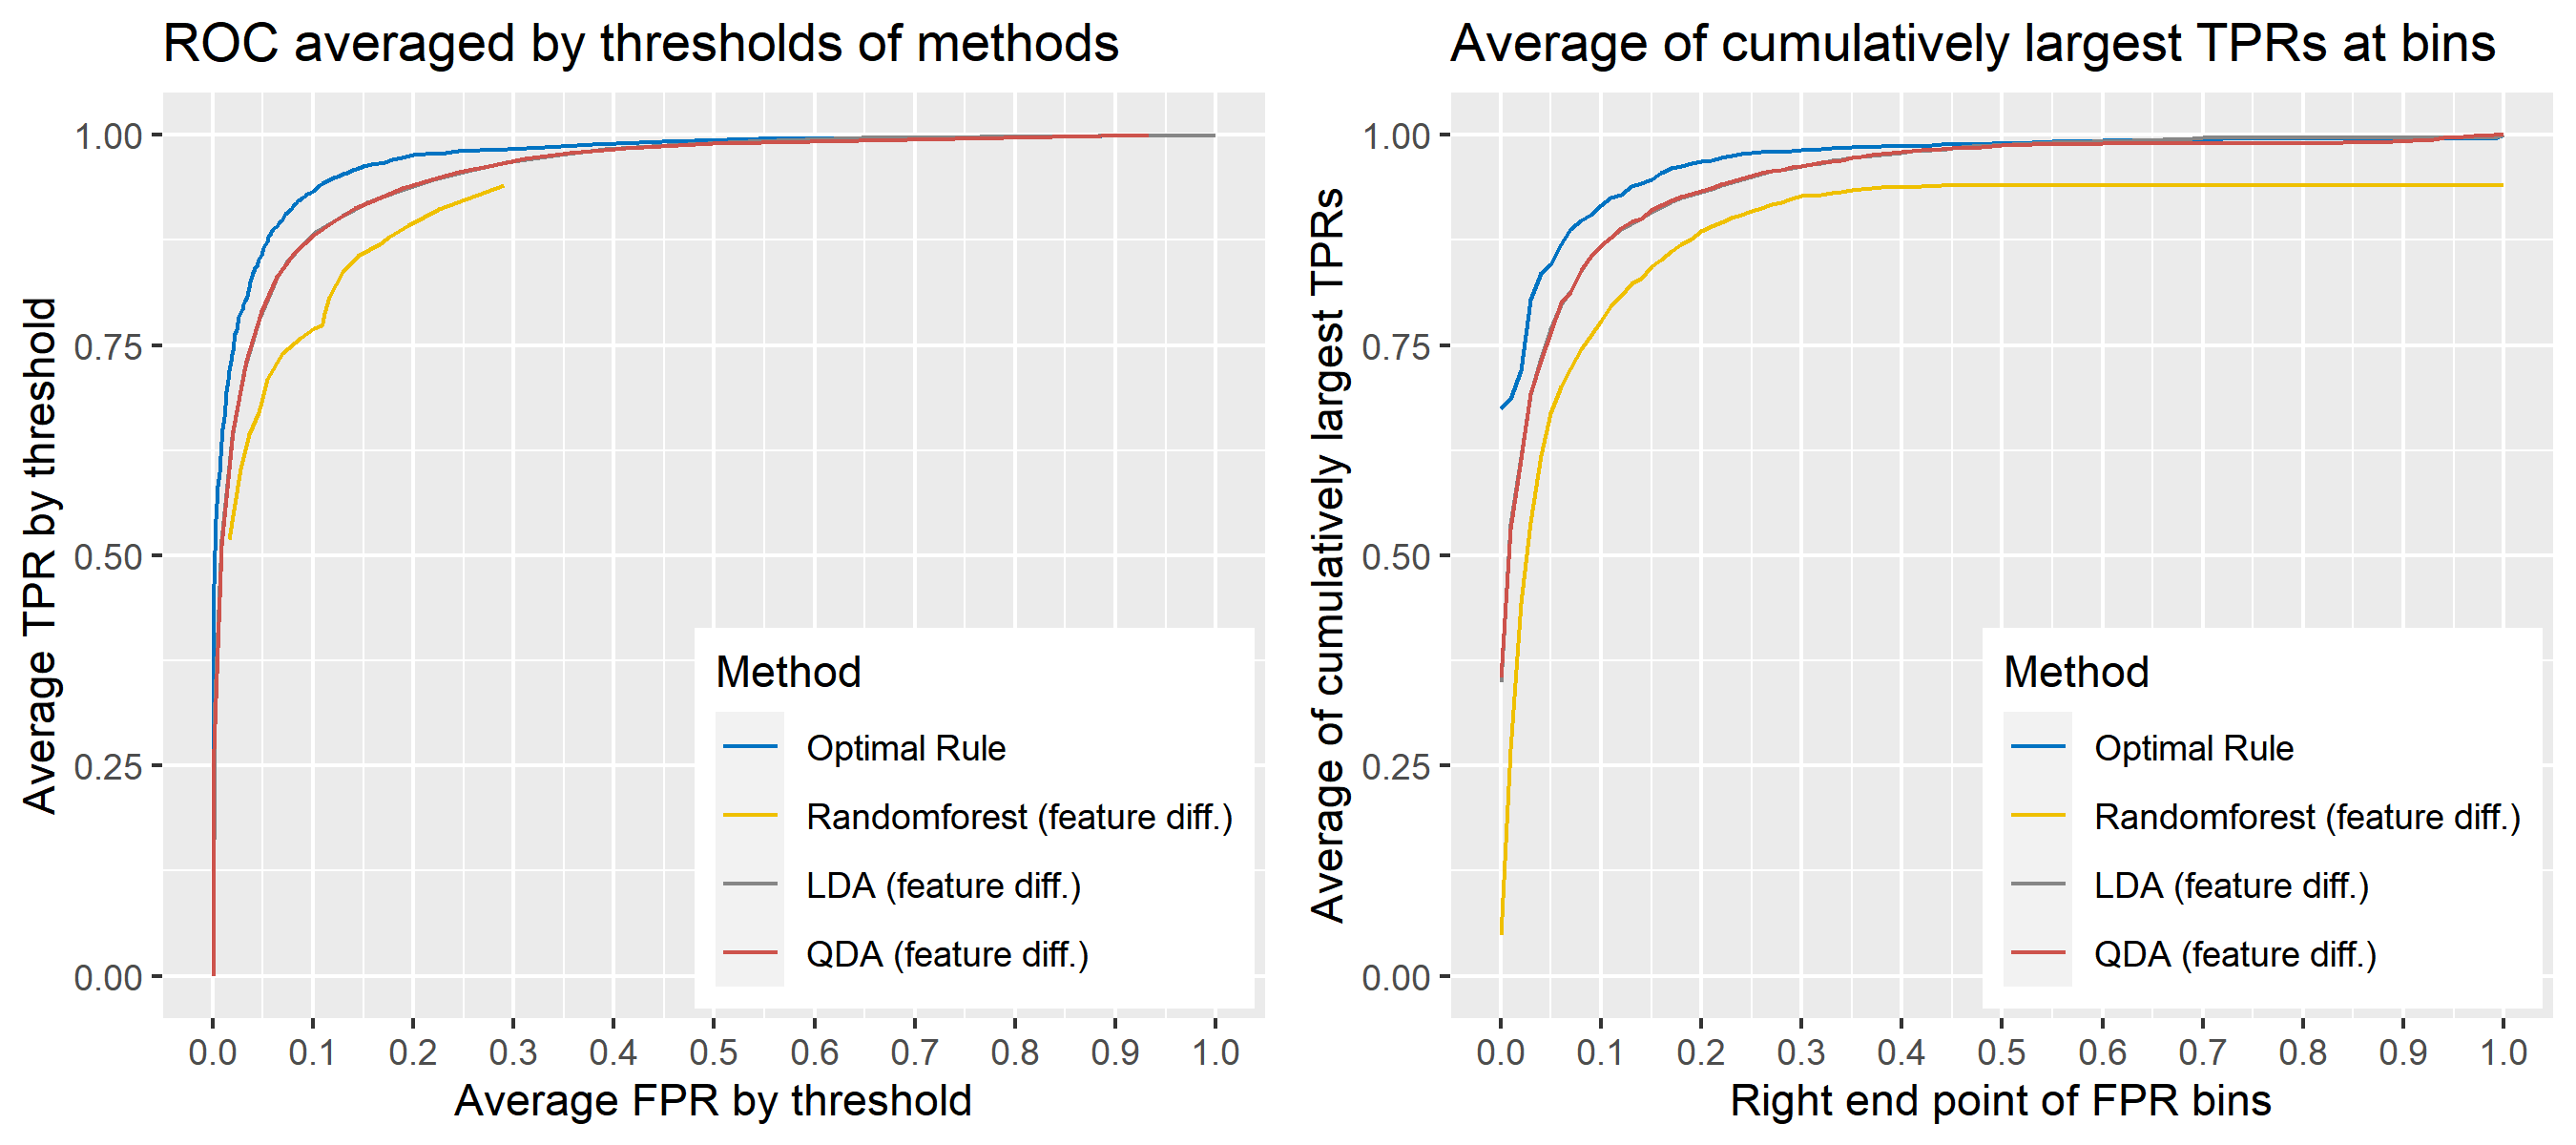 ROC averaged by thresholds of methods
Average TPR by threshold
1.00
0.75
0.50
0.25
0.00
Method
Optimal Rule
Randomforest (feature diff.)
LDA (feature diff.)
QDA (feature diff.)
0.0 0.1 0.2 0.3 0.4 0.5 0.6 0.7 0.8 0.9 1.0
Average FPR by threshold
Average of cumulatively largest TPRs at bins
Average of cumulatively largest TPRs
1.00
0.75
0.50
0.25
0.00
Method
Optimal Rule
Randomforest (feature diff.)
LDA (feature diff.)
QDA (feature diff.)
0.0 0.1 0.2 0.3 0.4 0.5 0.6 0.7 0.8 0.9 1.0
Right end point of FPR bins